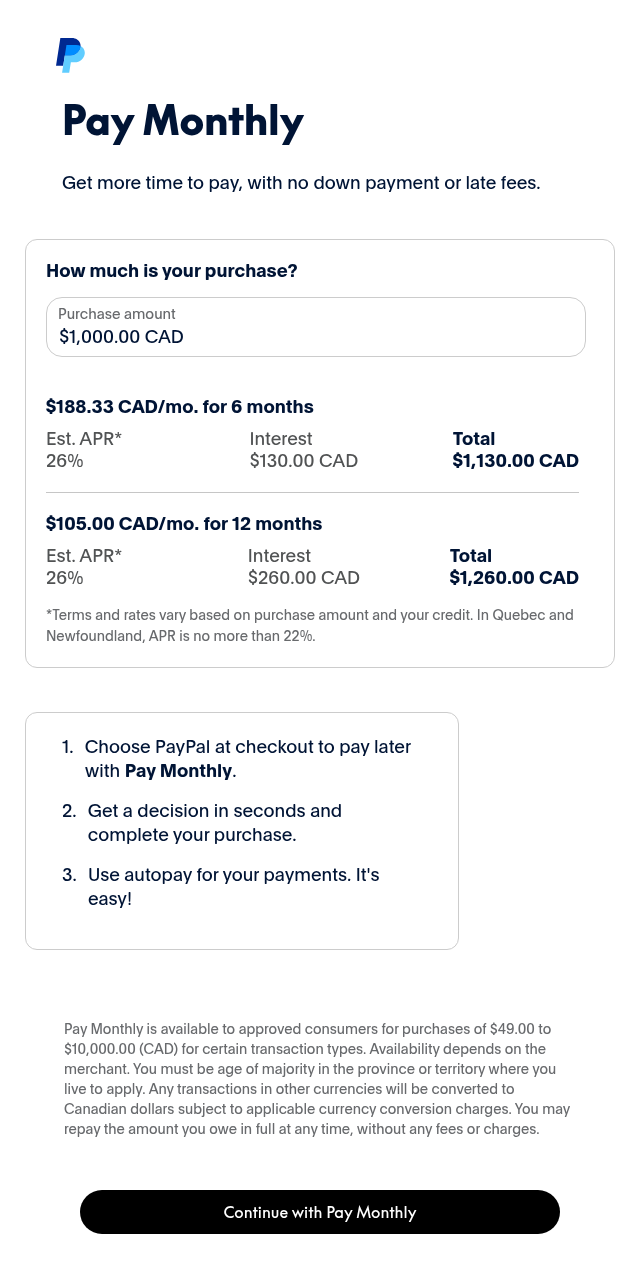 Pay Monthly
Get more time to pay, with no down payment or late fees.
How much is your purchase?
Purchase amount
$1,000.00 CAD
$188.33 CAD/mo. for 6 months
Est. APR* Interest Total
26% $130.00 CAD $1,130.00 CAD
$105.00 CAD/mo. for 12 months
Est. APR* Interest Total
26% $260.00 CAD $1,260.00 CAD
*Terms and rates vary based on purchase amount and your credit. In Quebec and
Newfoundland, APR is no more than 22%.
1. Choose PayPal at checkout to pay later
with Pay Monthly.
2. Get a decision in seconds and
complete your purchase.
3. Use autopay for your payments. It's
easy!
Pay Monthly is available to approved consumers for purchases of $49.00 to
$10,000.00 (CAD) for certain transaction types. Availability depends on the
merchant. You must be age of majority in the province or territory where you
live to apply. Any transactions in other currencies will be converted to
Canadian dollars subject to applicable currency conversion charges. You may
repay the amount you owe in full at any time, without any fees or charges.
Continue with Pay Monthly